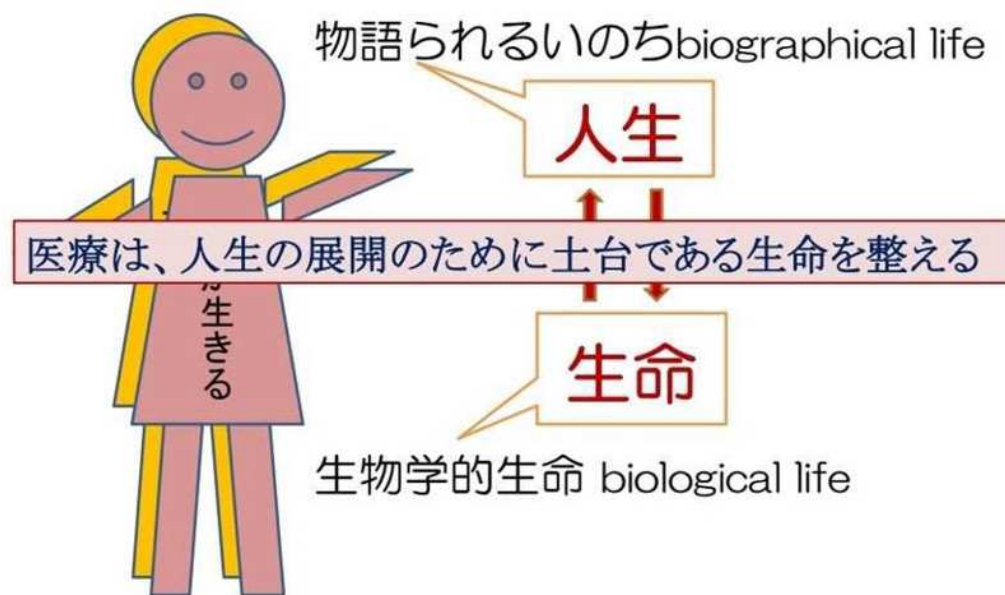 物語られるいのちbiographical life
人生
医療は、人生の展開のために土台である生命を整える
生きる
生命
生物学的生命 biological life